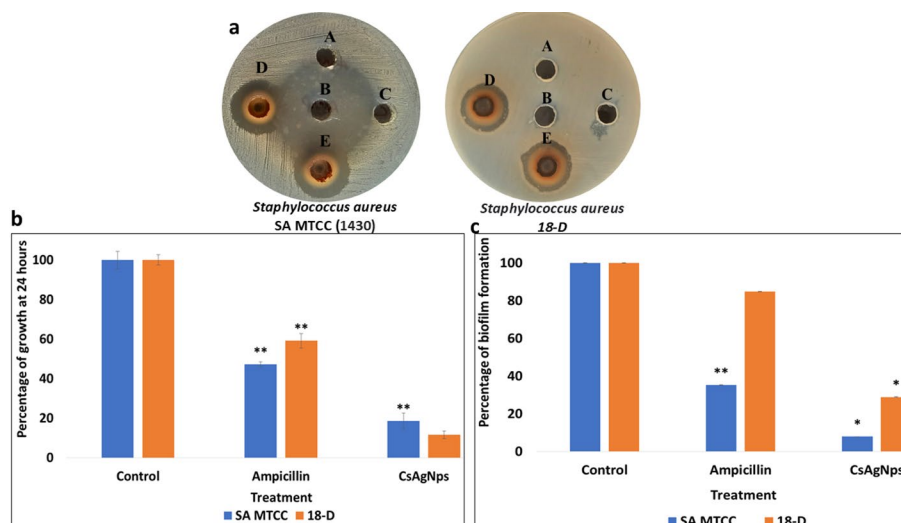 a
A
D
B
C
E
A
D
B
C
E
Staphylococcus aureus
SA MTCC (1430)
Staphylococcus aureus
18-D
b
Percentage of growth at 24 hours
100
80
60
40
20
0
**
**
**
Control
Ampicillin
CsAgNps
Treatment
SA MTCC
18-D
c
Percentage of biofilm formation
100
80
60
40
20
0
**
*
*
Control
Ampicillin
CsAgNps
Treatment
SA MTCC
18-D